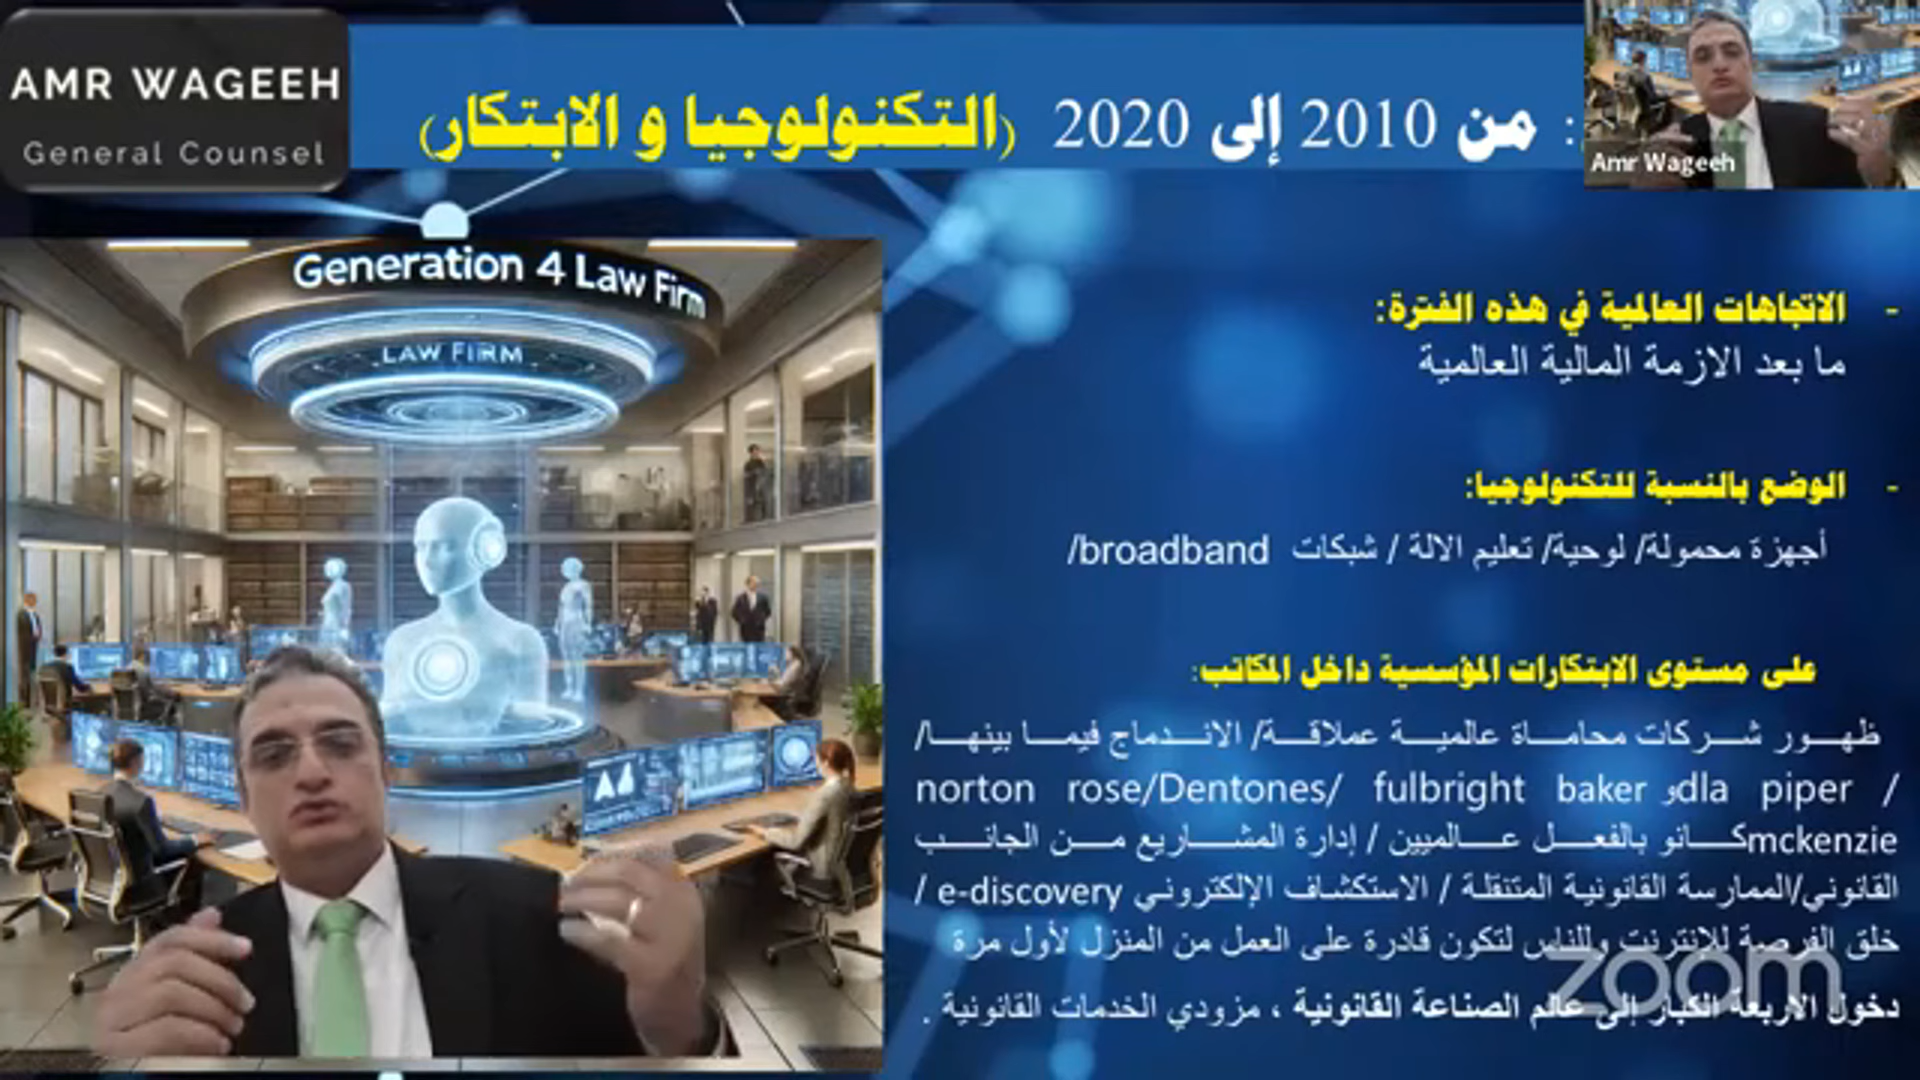 AMR WAGEEH
General Counsel
: من 2010 إلى 2020 (التكنولوجيا و الابتكار)
Amr Wageeh
Generation 4 Law Firm
LAW FIRM
- الاتجاهات العالمية في هذه الفترة:
ما بعد الازمة المالية العالمية
- الوضع بالنسبة للتكنولوجيا:
أجهزة محمولة/ لوحية/ تعليم الالة / شبكات broadband/
على مستوى الابتكارات المؤسسية داخل المكاتب:
ظهور شركات محاماة عالمية عملاقة/ الاندماج فيما بينها/
norton rose/Dentones/ fulbright baker وdla piper /
mckenzieكانو بالفعل عالميين / إدارة المشاريع من الجانب
القانوني/الممارسة القانونية المتنقلة / الاستكشاف الإلكتروني e-discovery /
خلق الفرصة للإنترنت وللناس لتكون قادرة على العمل من المنزل لأول مرة
دخول الاربعة الكبار إلى عالم الصناعة القانونية ، مزودي الخدمات القانونية .
zoom